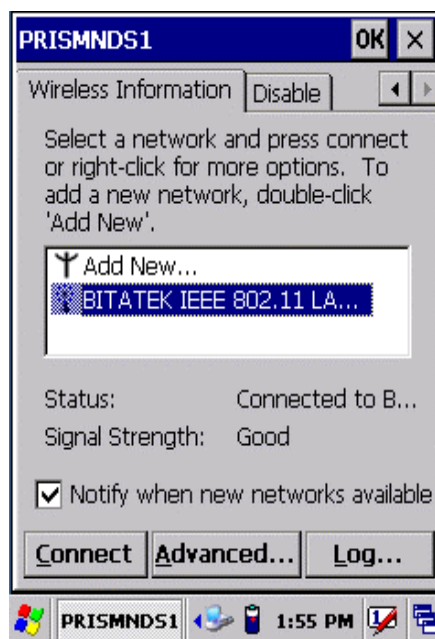 PRISMNDS1 OK
Wireless Information Disable
Select a network and press connect
or right-click for more options. To
add a new network, double-click
'Add New'.
Add New...
BITATEK IEEE 802.11 LA...
Status: Connected to B...
Signal Strength: Good
Notify when new networks available
Connect Advanced... Log...
PRISMNDS1 1:55 PM